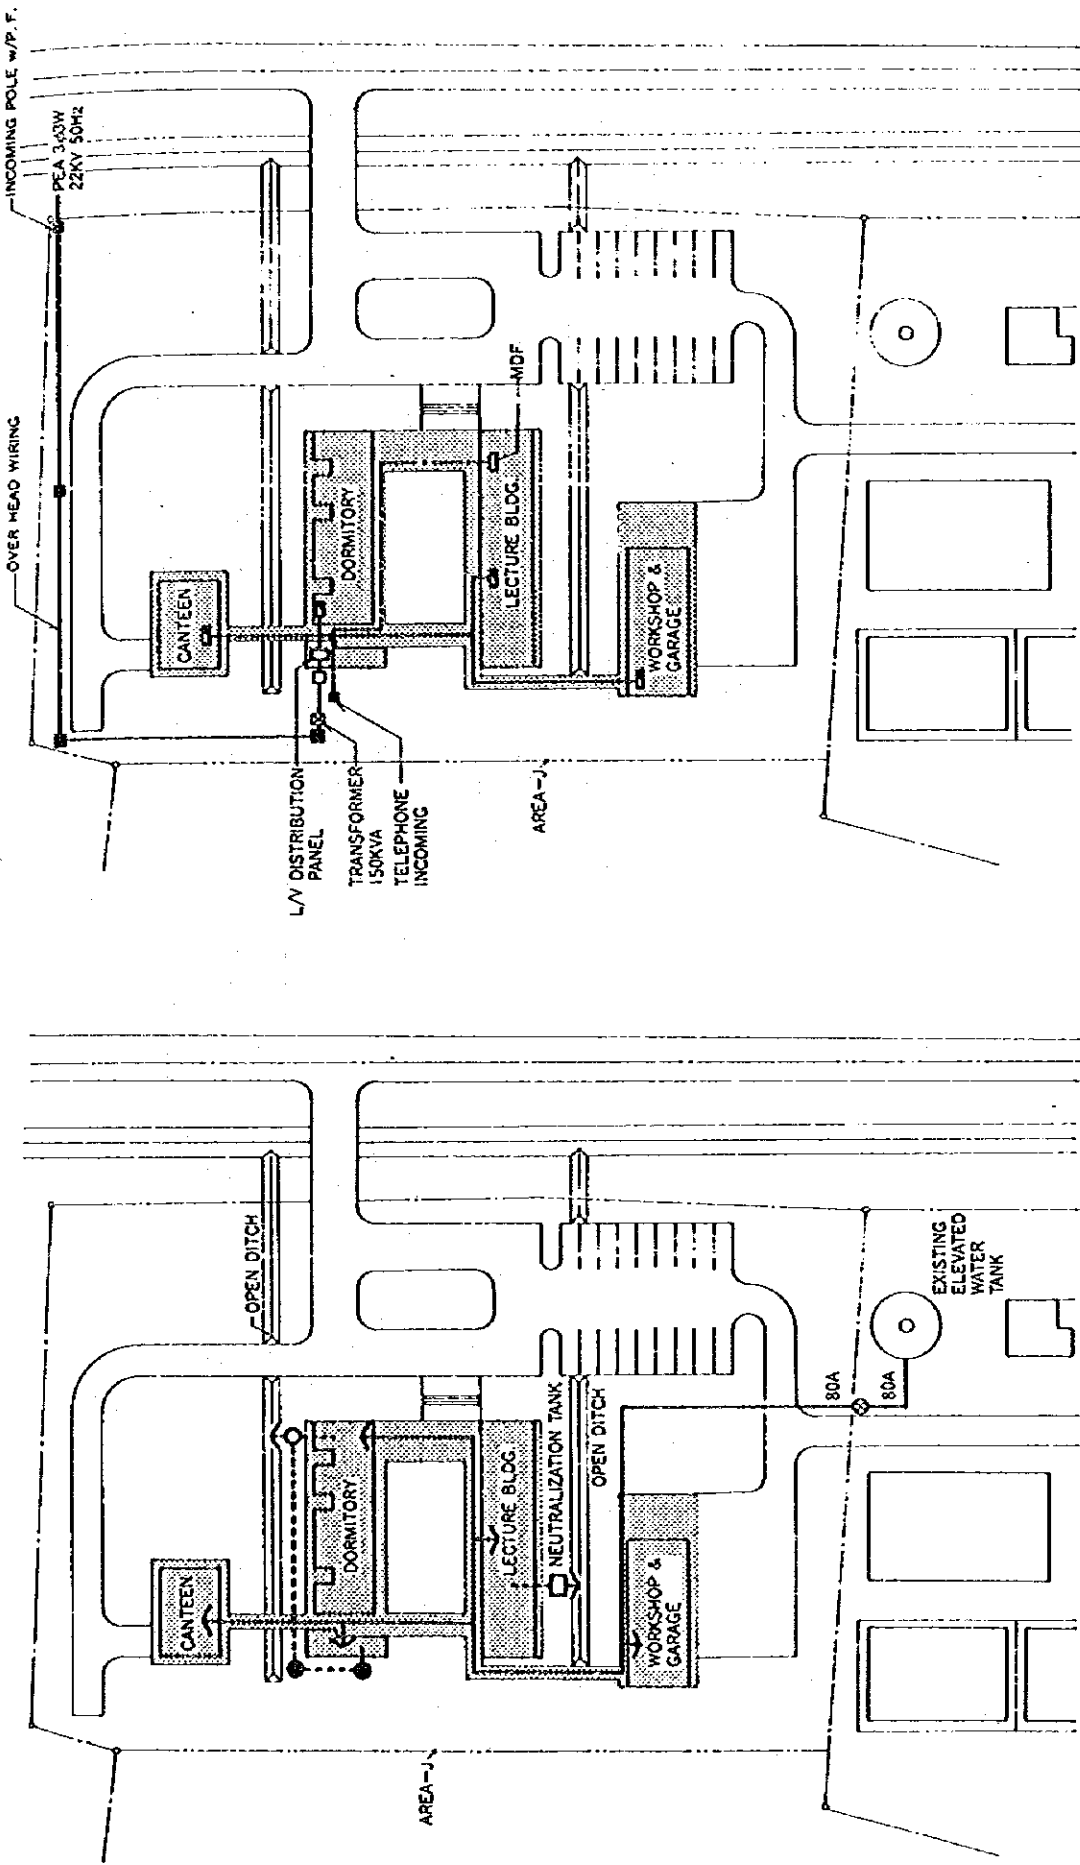 INCOMING POLE W/P.F.
PEA 3ϕ3W
22KV 50Hz
OVER HEAD WIRING
CANTEEN
DORMITORY
MDF
LECTURE BLDG.
WORKSHOP &
GARAGE
L/V DISTRIBUTION
PANEL
TRANSFORMER
150KVA
TELEPHONE
INCOMING
AREA-J
OPEN DITCH
CANTEEN
DORMITORY
LECTURE BLDG.
NEUTRALIZATION TANK
OPEN DITCH
WORKSHOP &
GARAGE
80A
80A
EXISTING
ELEVATED
WATER
TANK
AREA-J